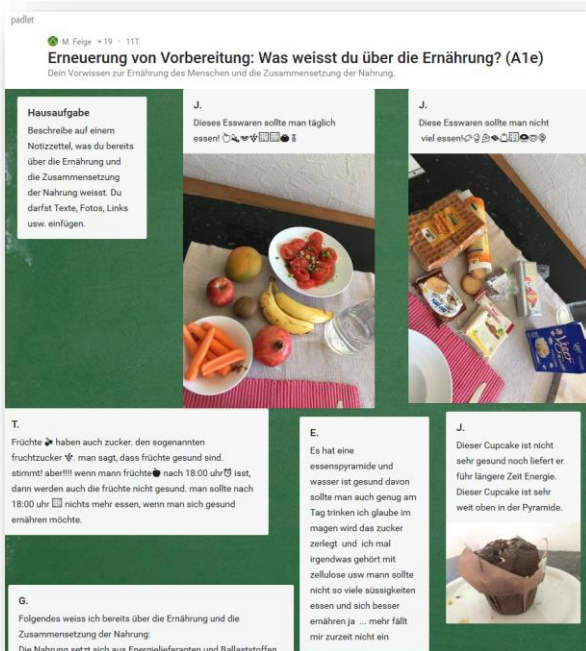 padlet
M. Feige +19 · 11T.
Erneuerung von Vorbereitung: Was weisst du über die Ernährung? (A1e)
Dein Vorwissen zur Ernährung des Menschen und die Zusammensetzung der Nahrung.
Hausaufgabe
Beschreibe auf einem
Notizzettel, was du bereits
über die Ernährung und
die Zusammensetzung
der Nahrung weisst. Du
darfst Texte, Fotos, Links
usw. einfügen.
J.
Dieses Esswaren sollte man täglich
essen!
J.
Diese Esswaren sollte man nicht
viel essen!
T.
Früchte haben auch zucker. den sogenannten
fruchtzucker. man sagt, dass früchte gesund sind.
stimmt! aber!!!! wenn mann früchte nach 18:00 uhr isst,
dann werden auch die früchte nicht gesund. man sollte nach
18:00 uhr nichts mehr essen, wenn man sich gesund
ernähren möchte.
E.
Es hat eine
essenspyramide und
wasser ist gesund davon
sollte man auch genug am
Tag trinken ich glaube im
magen wird das zucker
zerlegt und ich mal
irgendwas gehört mit
zellulose usw mann sollte
nicht so viele süssigkeiten
essen und sich besser
ernähren ja ... mehr fällt
mir zurzeit nicht ein
J.
Dieser Cupcake ist nicht
sehr gesund noch liefert er
führ längere Zeit Energie.
Dieser Cupcake ist sehr
weit oben in der Pyramide.
G.
Folgendes weiss ich bereits über die Ernährung und die
Zusammensetzung der Nahrung:
Die Nahrung setzt sich aus Energielieferanten und Ballaststoffen